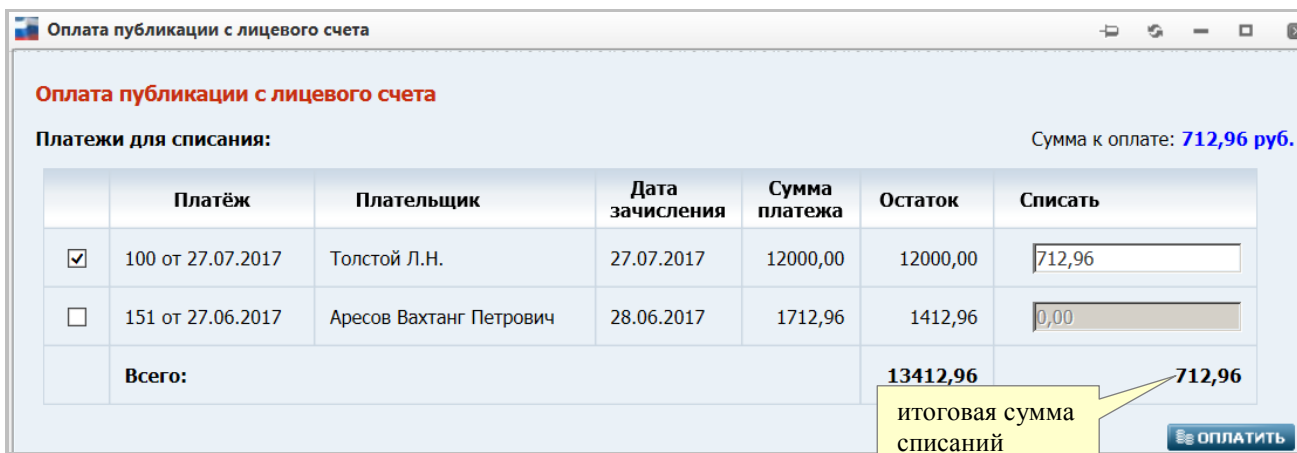 Оплата публикации с лицевого счета
Оплата публикации с лицевого счета
Платежи для списания: Сумма к оплате: 712,96 руб.
Платёж Плательщик Дата зачисления Сумма платежа Остаток Списать
100 от 27.07.2017 Толстой Л.Н. 27.07.2017 12000,00 12000,00 712,96
151 от 27.06.2017 Аресов Вахтанг Петрович 28.06.2017 1712,96 1412,96 0,00
Всего: 13412,96 712,96
итоговая сумма
списаний
ОПЛАТИТЬ